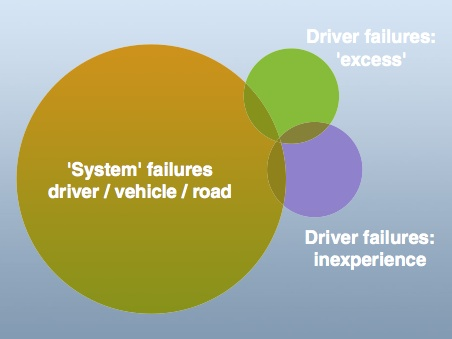 Driver failures:
'excess'
'System' failures
driver / vehicle / road
Driver failures:
inexperience